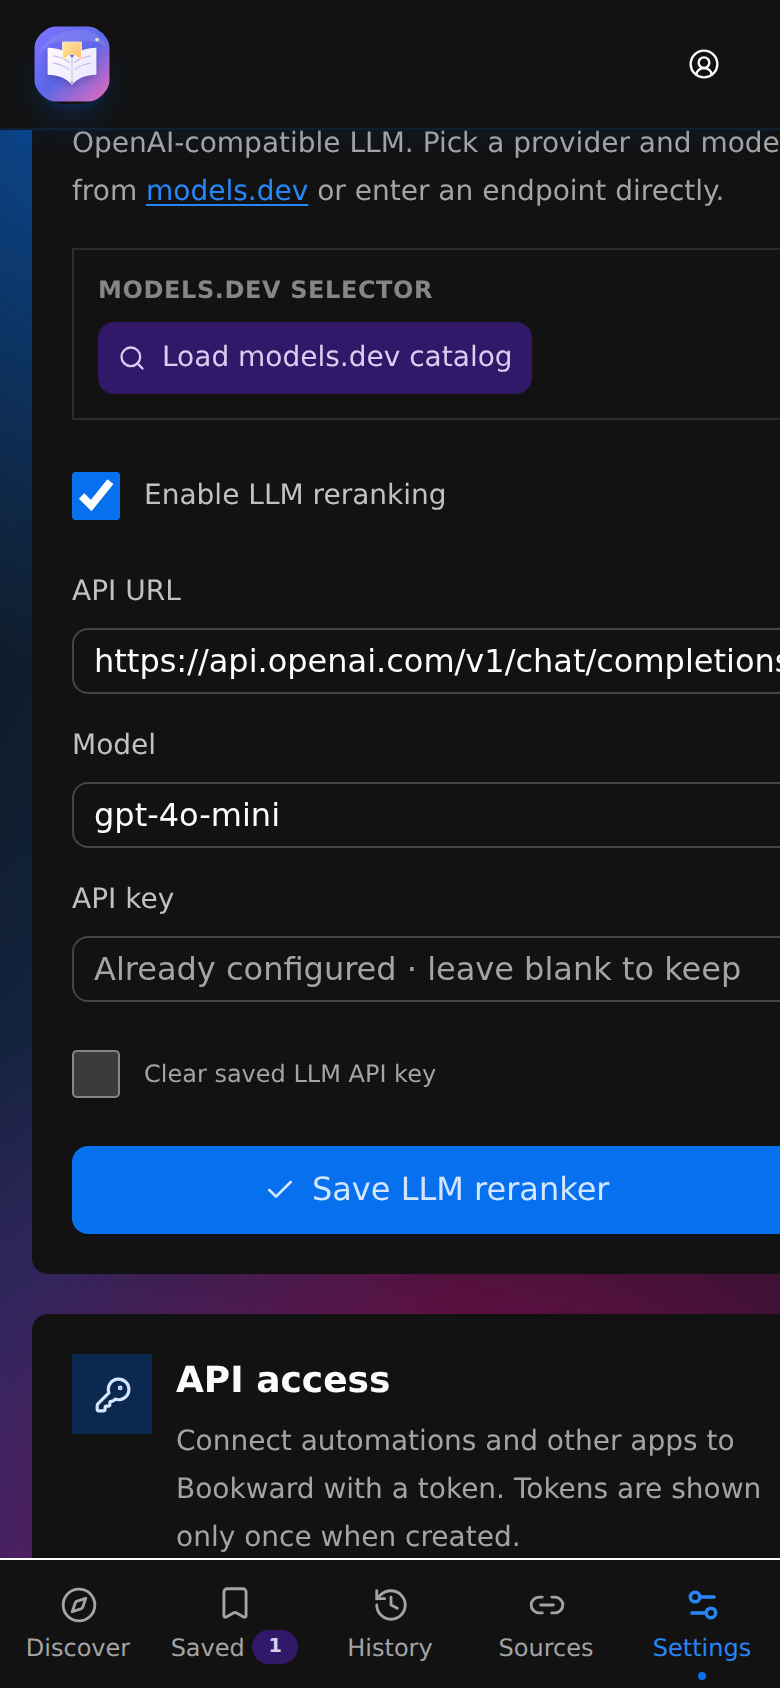 OpenAI-compatible LLM. Pick a provider and mode
from models.dev or enter an endpoint directly.
MODELS.DEV SELECTOR
Load models.dev catalog
Enable LLM reranking
API URL
https://api.openai.com/v1/chat/completions
Model
gpt-4o-mini
API key
Already configured · leave blank to keep
Clear saved LLM API key
Save LLM reranker
API access
Connect automations and other apps to
Bookward with a token. Tokens are shown
only once when created.
Discover
Saved 1
History
Sources
Settings